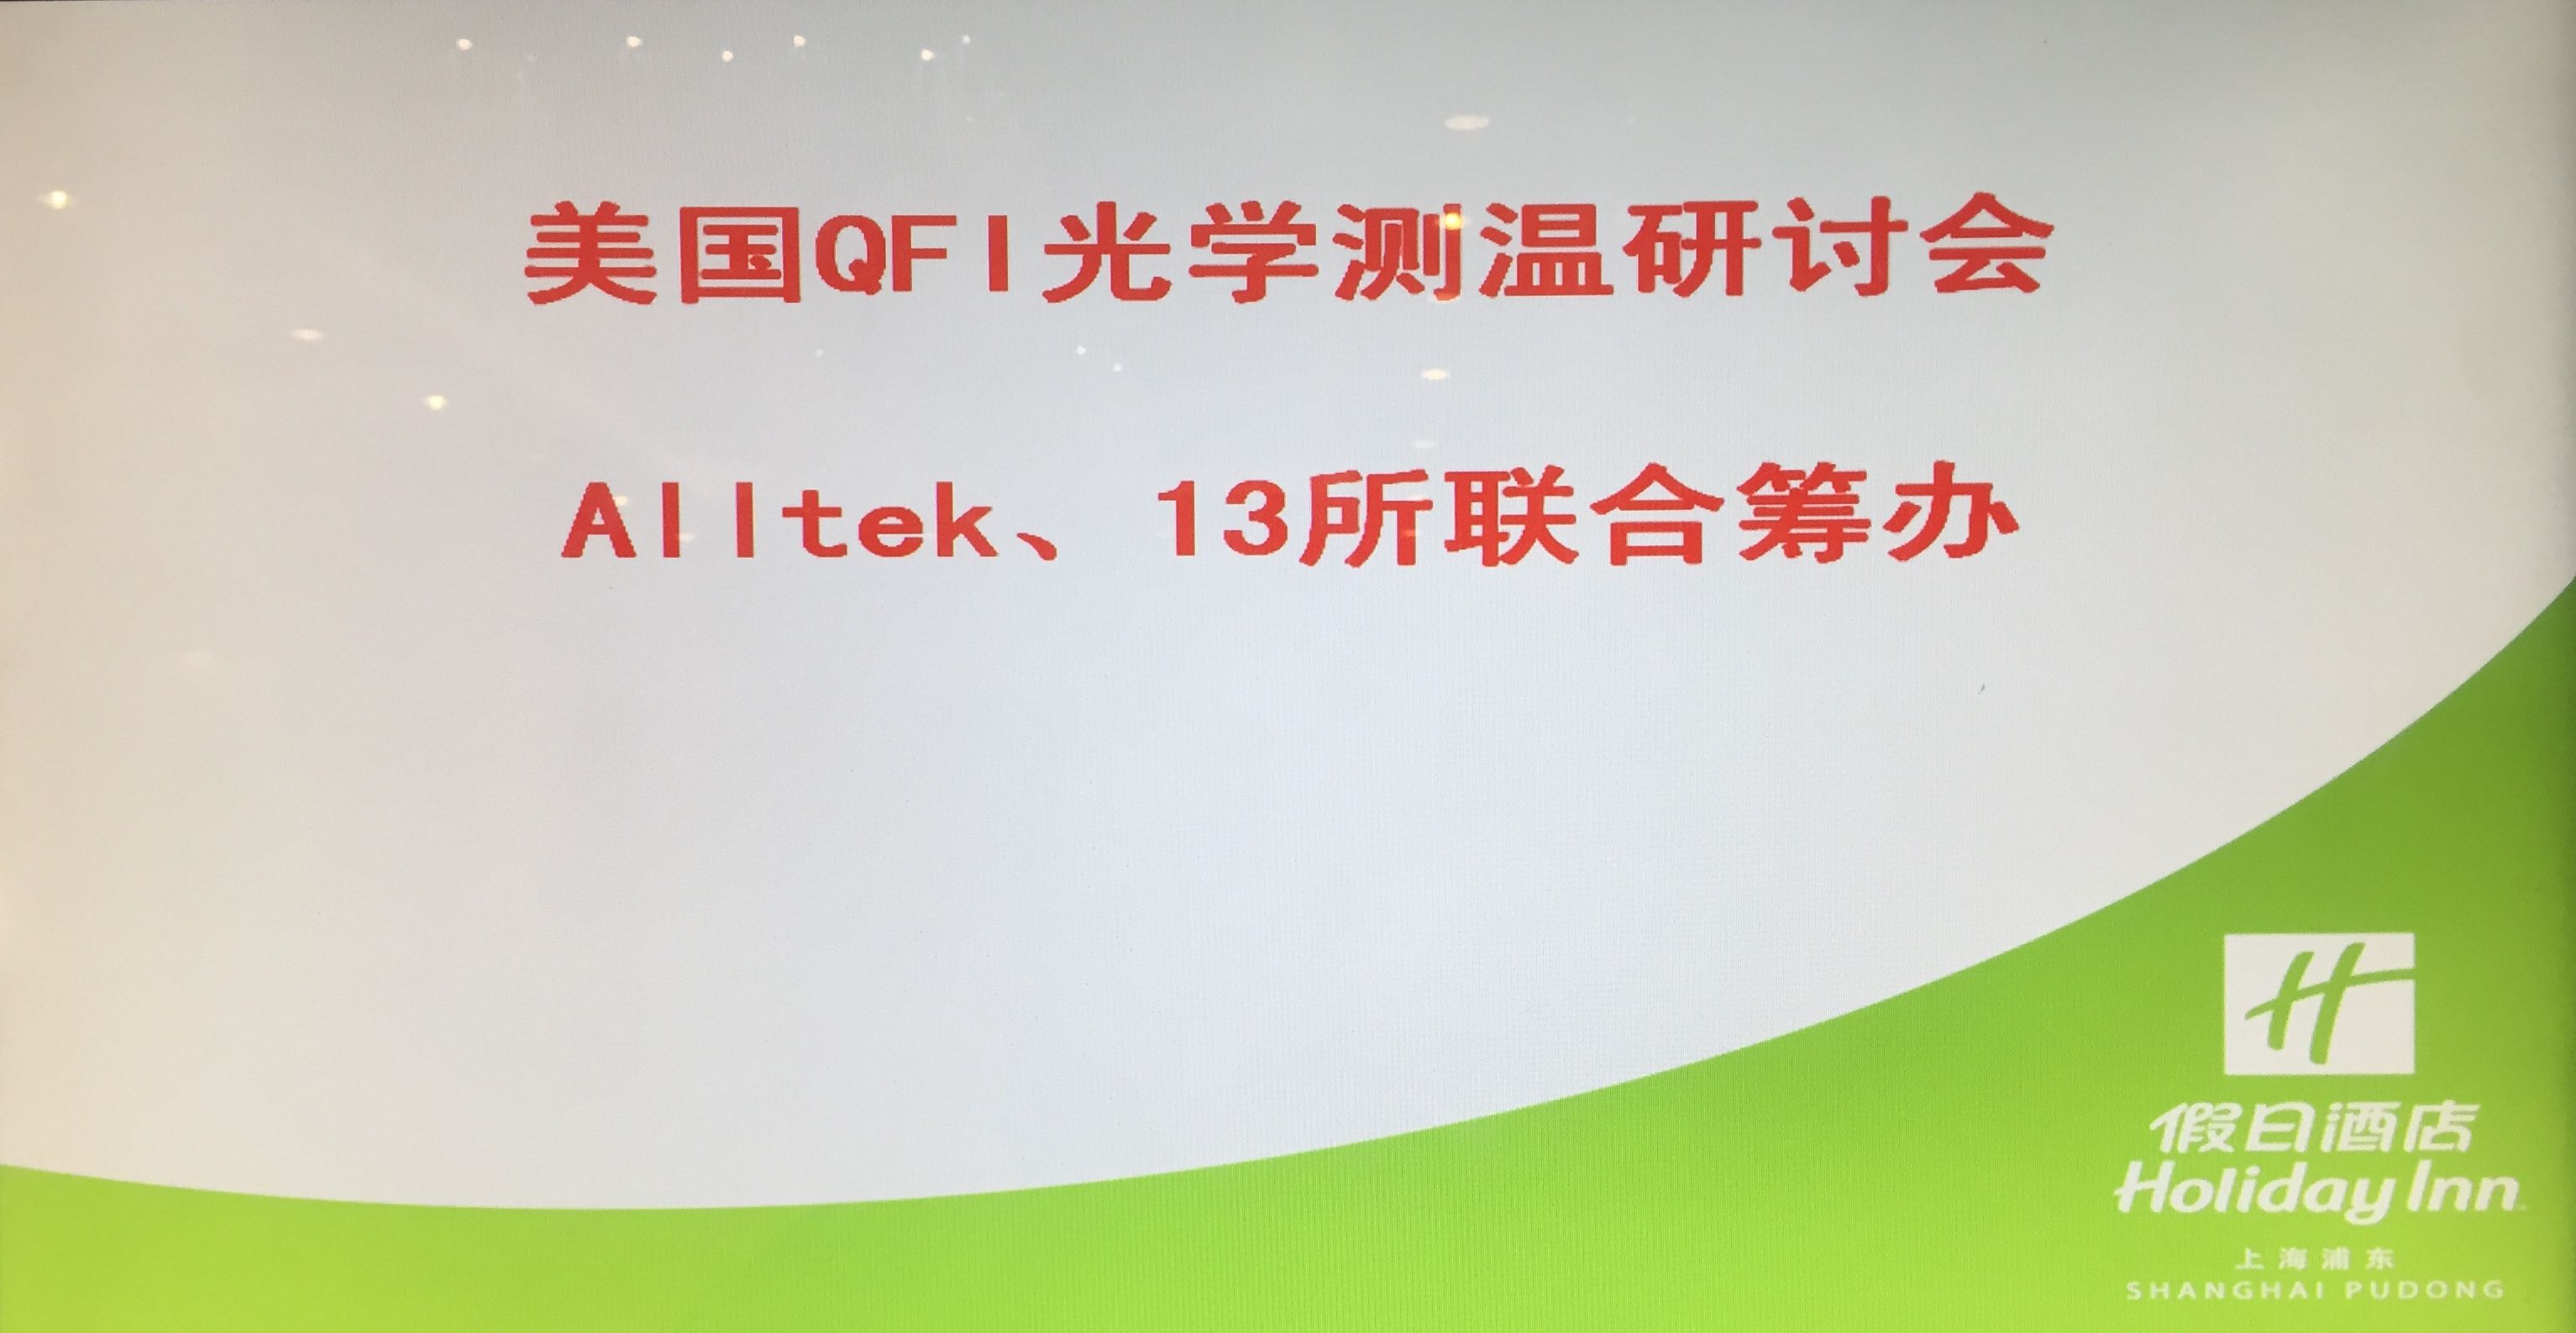 美国QFI光学测温研讨会
Alltek、13所联合筹办
H
假日酒店
Holiday Inn
上海浦东
SHANGHAI PUDONG